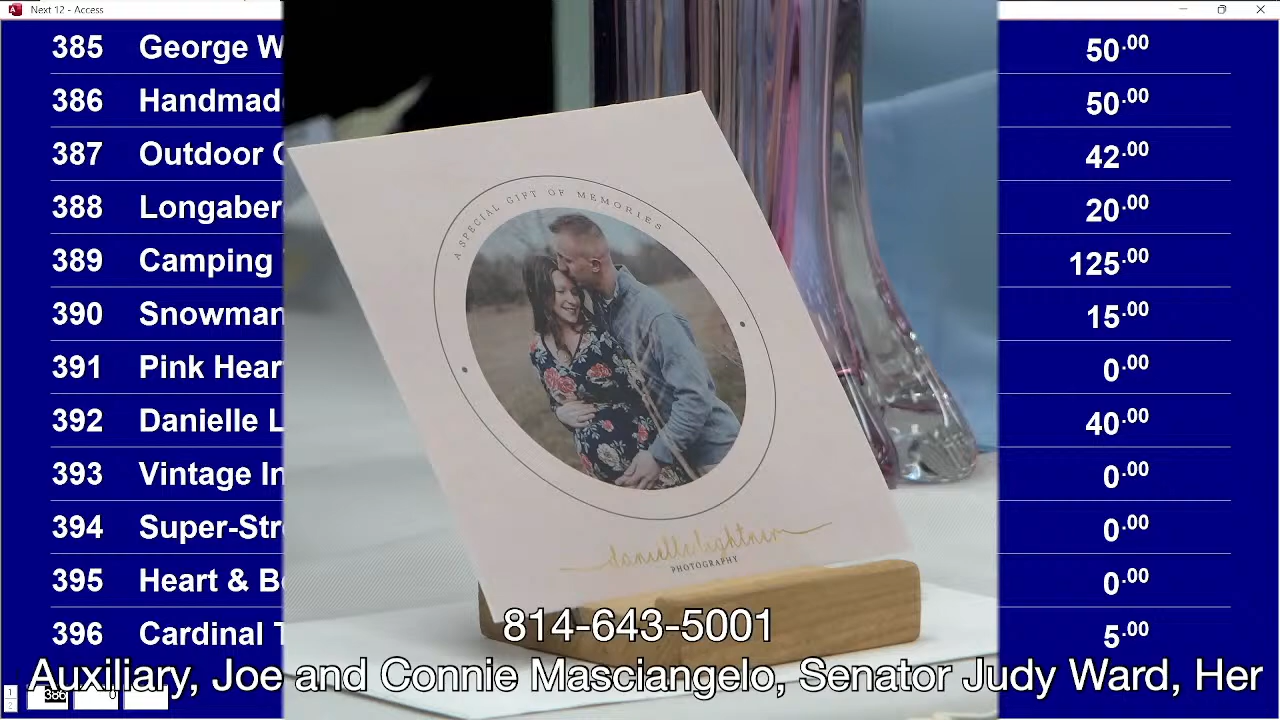 Next 12 - Access
385 George W 50.00
386 Handmad 50.00
387 Outdoor 42.00
388 Longaber 20.00
389 Camping 125.00
390 Snowman 15.00
391 Pink Hear 0.00
392 Danielle L 40.00
393 Vintage In 0.00
394 Super-Str 0.00
395 Heart & B 0.00
396 Cardinal T 5.00
A SPECIAL GIFT OF MEMORIES
danielle lightner
PHOTOGRAPHY
814-643-5001
Auxiliary, Joe and Connie Masciangelo, Senator Judy Ward, Her
386